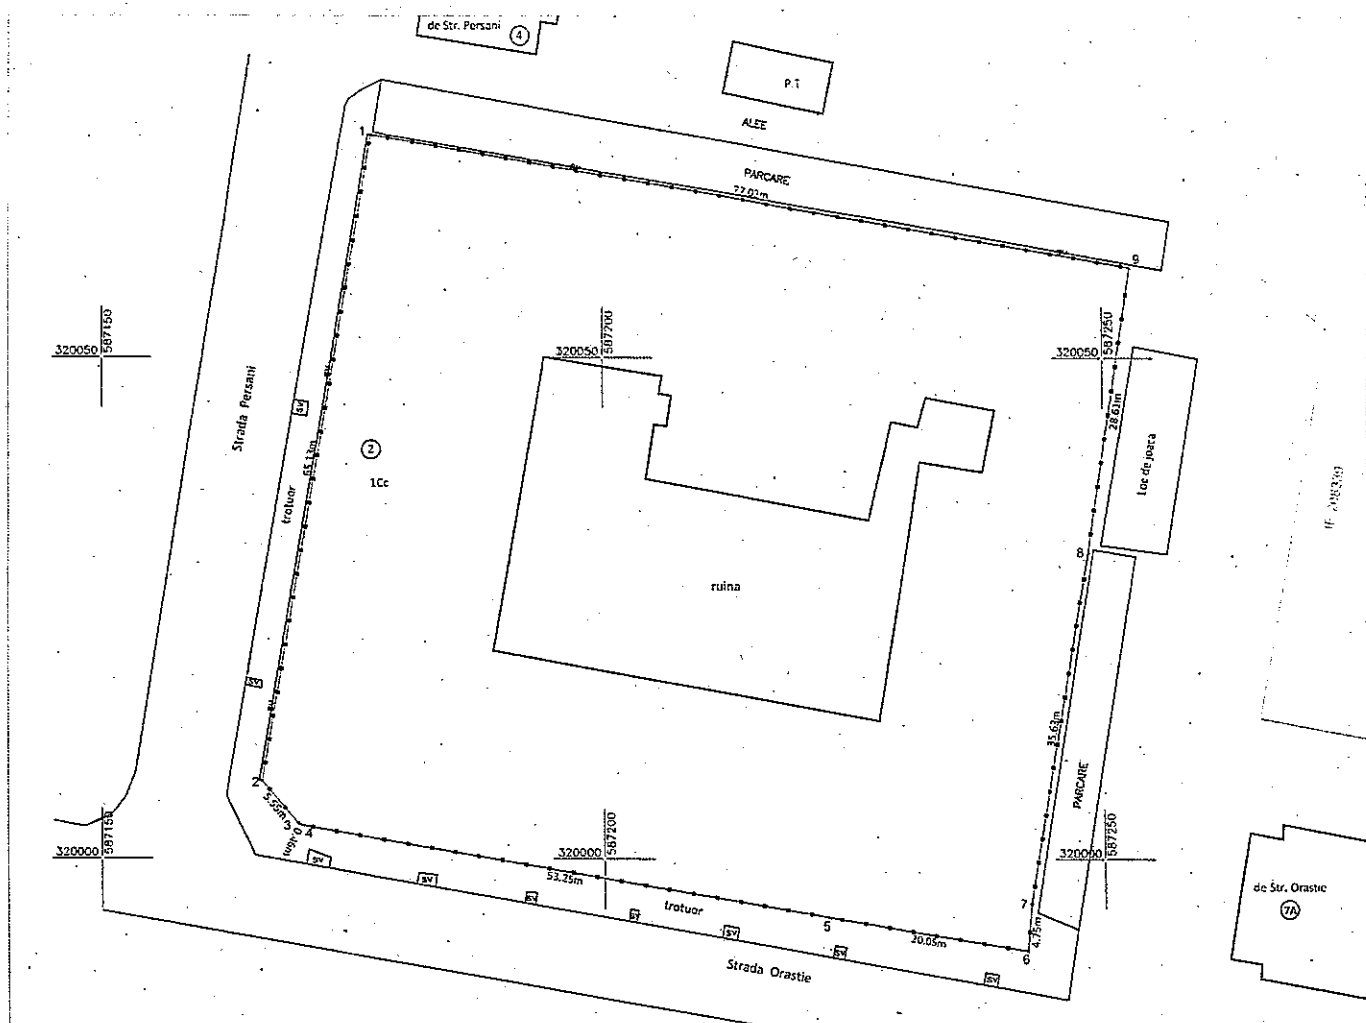 de Str. Persani
4
P.T
ALEE
1
PARCARE
77.01m
9
587150
587200
587250
320050
320050
320050
Strada Persani
SV
2
65.13m
28.63m
1Cc
trotuar
Loc de joaca
8
ruina
SV
35.63m
PARCARE
2
5.55m
3
4
587150
587200
587250
320000
320000
320000
SV
SV
53.25m
SV
trotuar
SV
5
SV
20.05m
SV
7
4.75m
6
SV
Strada Orastie
de Str. Orastie
7A